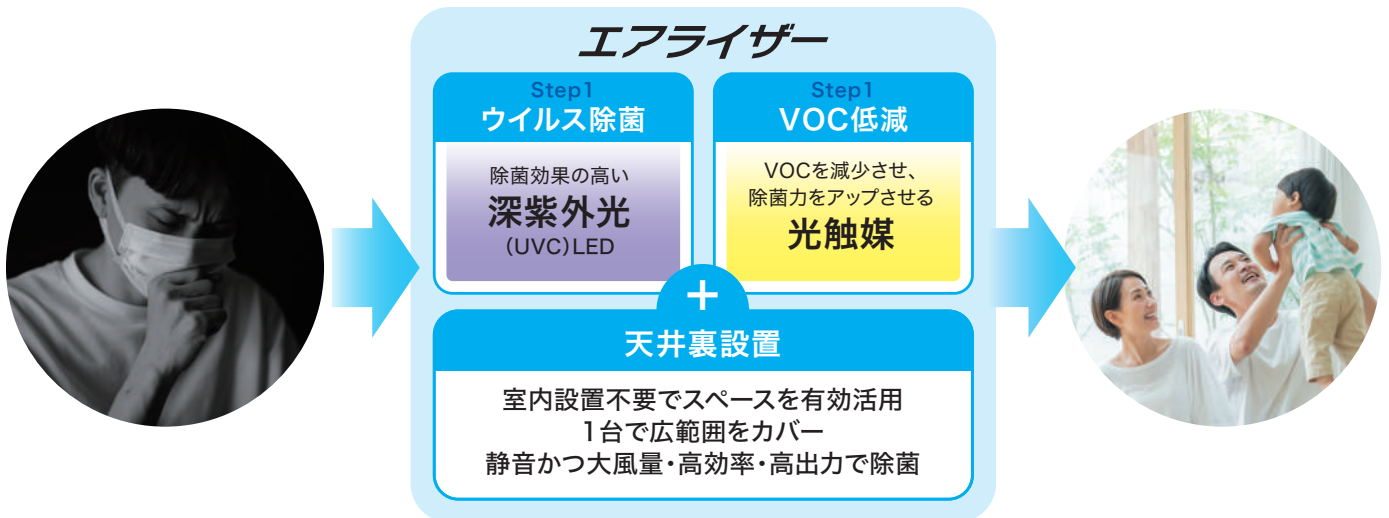 エアライザー
Step1
ウイルス除菌
除菌効果の高い
深紫外光
(UVC)LED
Step1
VOC低減
VOCを減少させ、
除菌力をアップさせる
光触媒
+
天井裏設置
室内設置不要でスペースを有効活用
1台で広範囲をカバー
静音かつ大風量・高効率・高出力で除菌